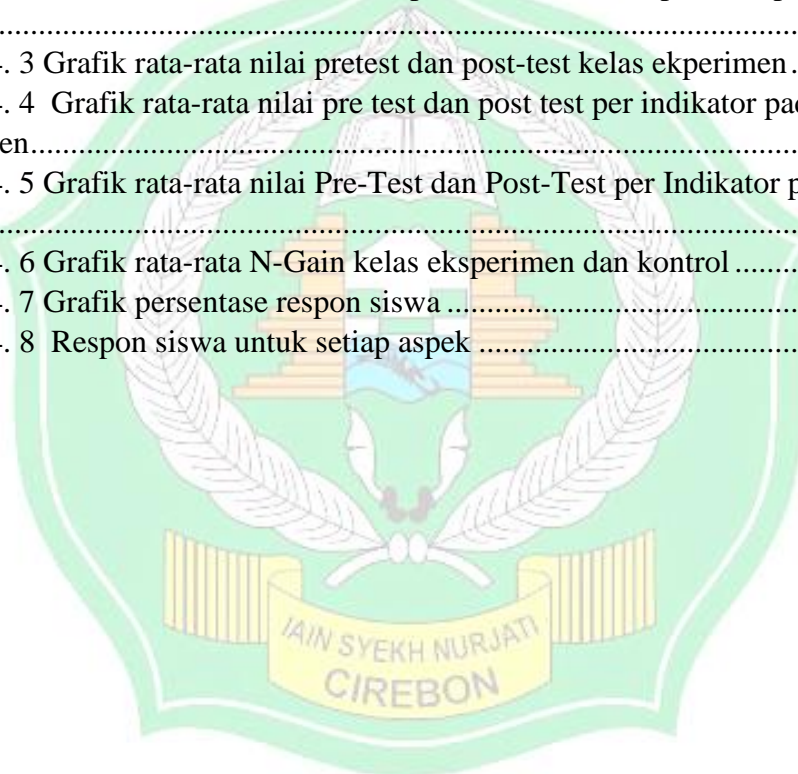 . 3 Grafik rata-rata nilai pretest dan post-test kelas ekperimen
. 4 Grafik rata-rata nilai pre test dan post test per indikator
en
. 5 Grafik rata-rata nilai Pre-Test dan Post-Test per Indikator
. 6 Grafik rata-rata N-Gain kelas eksperimen dan kontrol
. 7 Grafik persentase respon siswa
. 8 Respon siswa untuk setiap aspek
IAIN SYEKH NURJATI
CIREBON